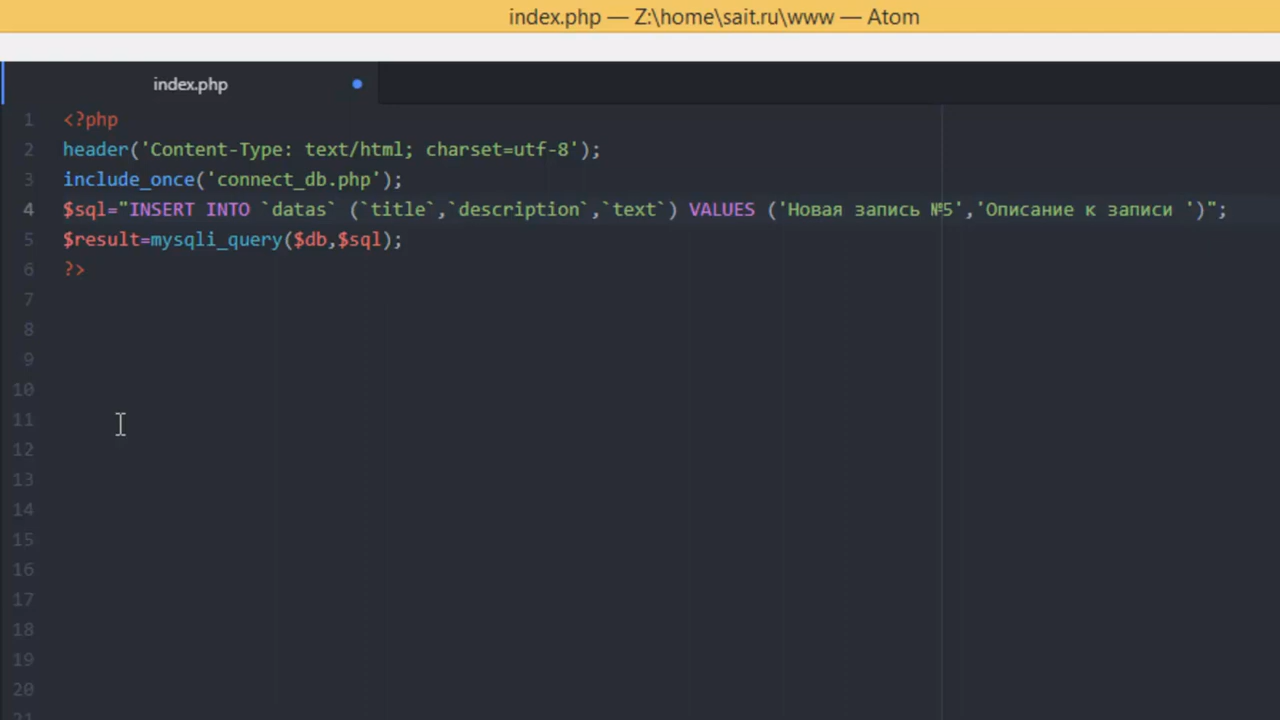 index.php — Z:\home\sait.ru\www — Atom
index.php
1 <?php
2 header('Content-Type: text/html; charset=utf-8');
3 include_once('connect_db.php');
4 $sql="INSERT INTO `datas` (`title`,`description`,`text`) VALUES ('Новая запись №5','Описание к записи ')";
5 $result=mysqli_query($db,$sql);
6 ?>
7
8
9
10
11
12
13
14
15
16
17
18
19
20
21